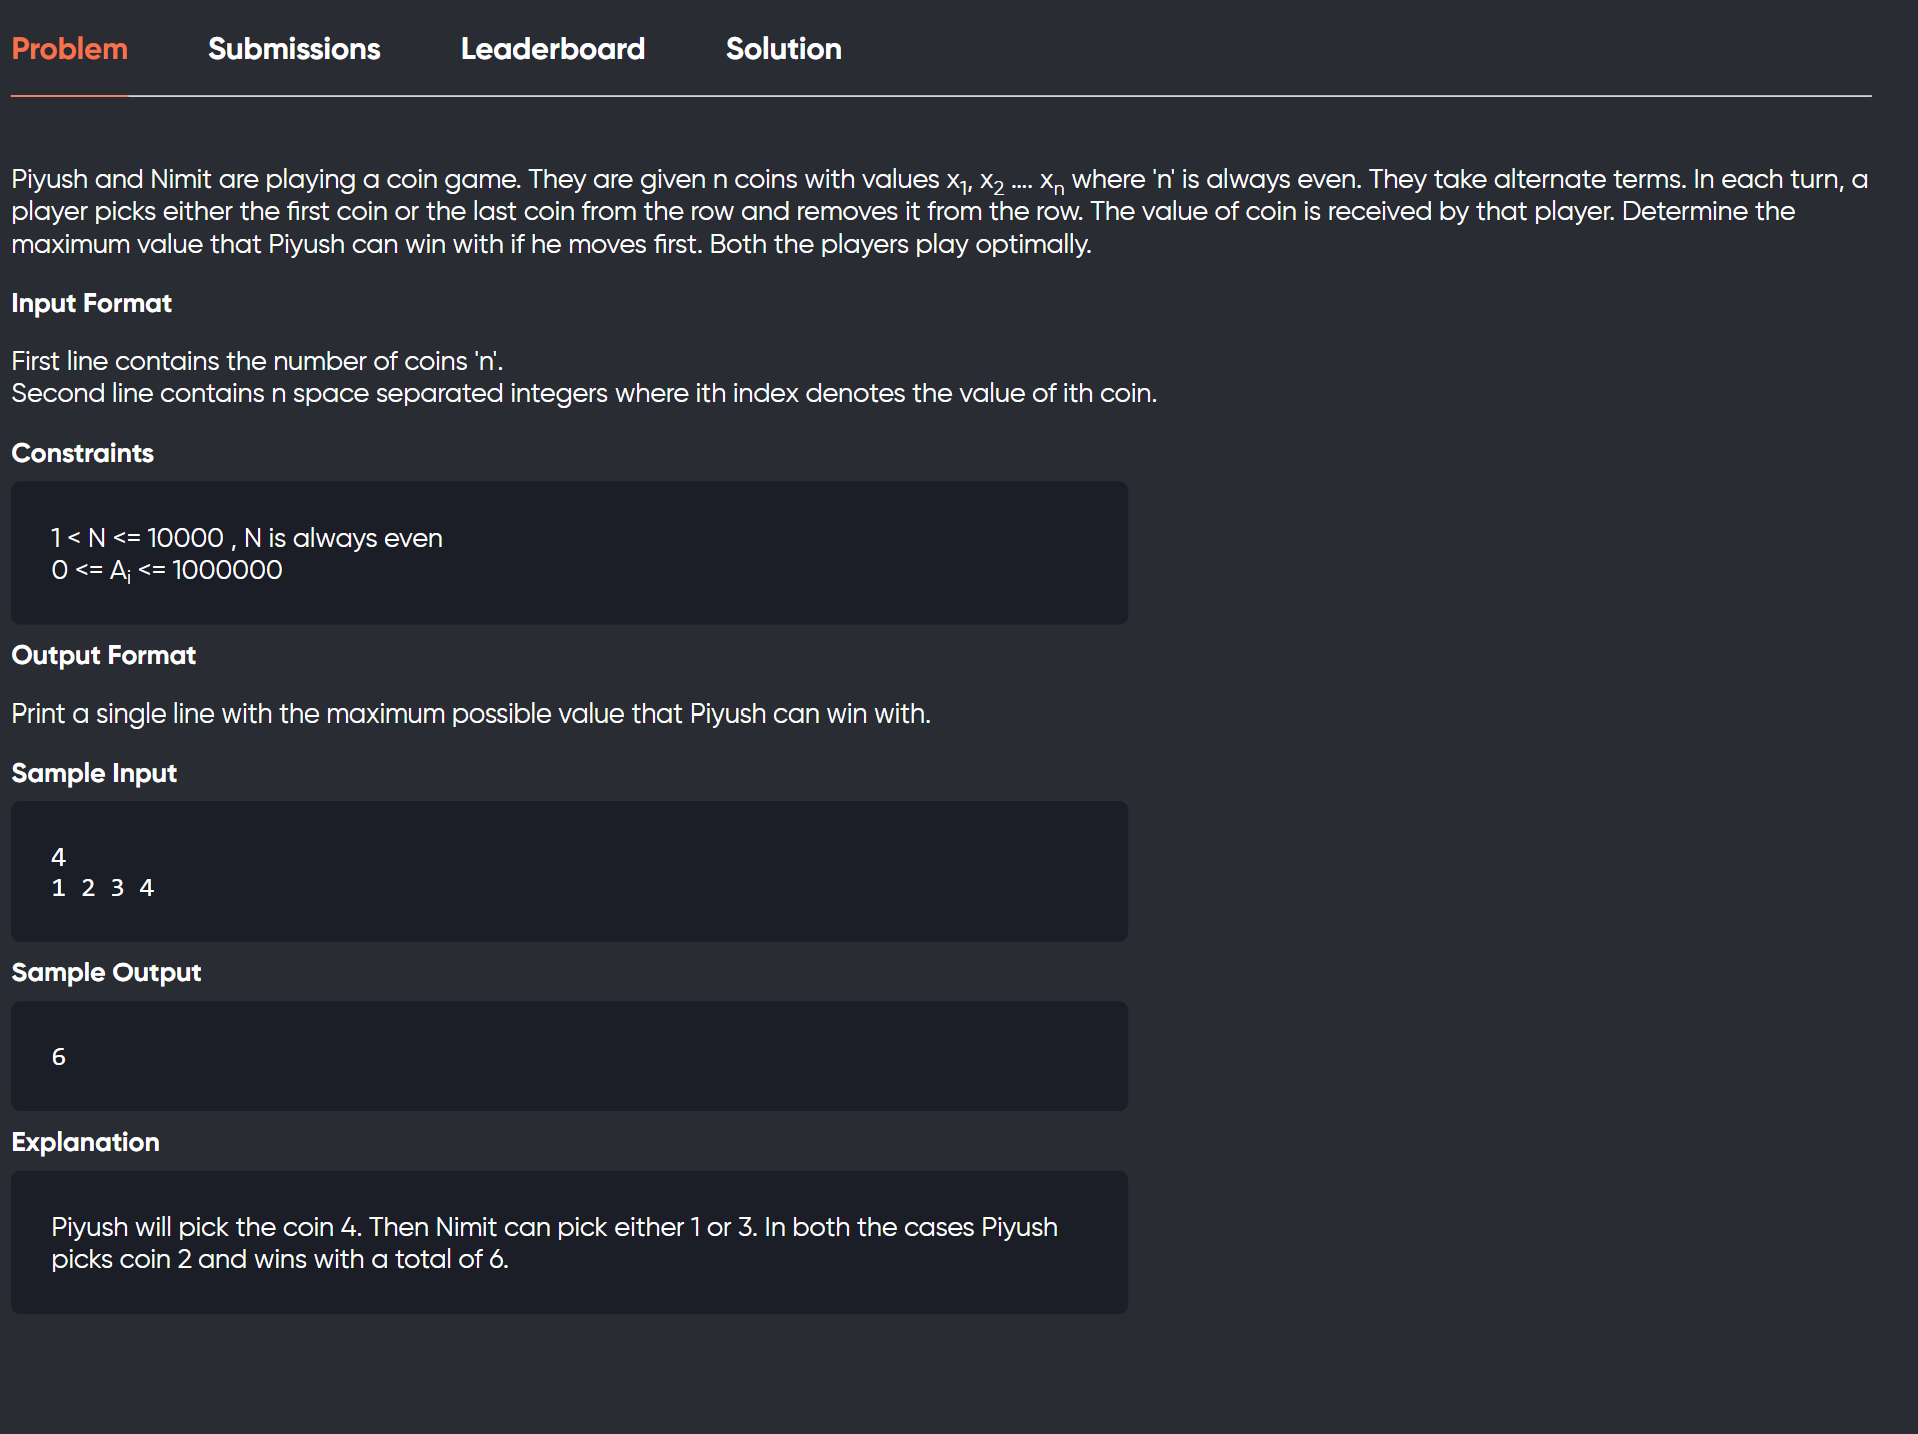 Problem Submissions Leaderboard Solution
Piyush and Nimit are playing a coin game. They are given n coins with values x1, x2 .... xn where 'n' is always even. They take alternate terms. In each turn, a
player picks either the first coin or the last coin from the row and removes it from the row. The value of coin is received by that player. Determine the
maximum value that Piyush can win with if he moves first. Both the players play optimally.
Input Format
First line contains the number of coins 'n'.
Second line contains n space separated integers where ith index denotes the value of ith coin.
Constraints
1 < N <= 10000 , N is always even
0 <= Ai <= 1000000
Output Format
Print a single line with the maximum possible value that Piyush can win with.
Sample Input
4
1 2 3 4
Sample Output
6
Explanation
Piyush will pick the coin 4. Then Nimit can pick either 1 or 3. In both the cases Piyush
picks coin 2 and wins with a total of 6.